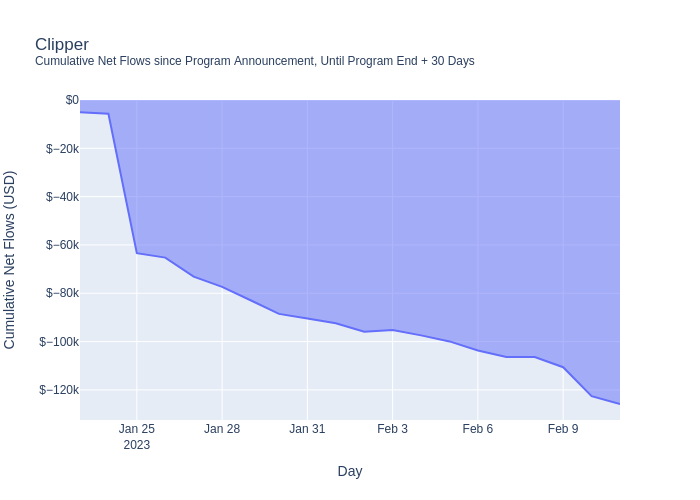 Clipper
Cumulative Net Flows since Program Announcement, Until Program End + 30 Days
Cumulative Net Flows (USD)
$0
$−20k
$−40k
$−60k
$−80k
$−100k
$−120k
Jan 25 Jan 28 Jan 31 Feb 3 Feb 6 Feb 9
2023
Day